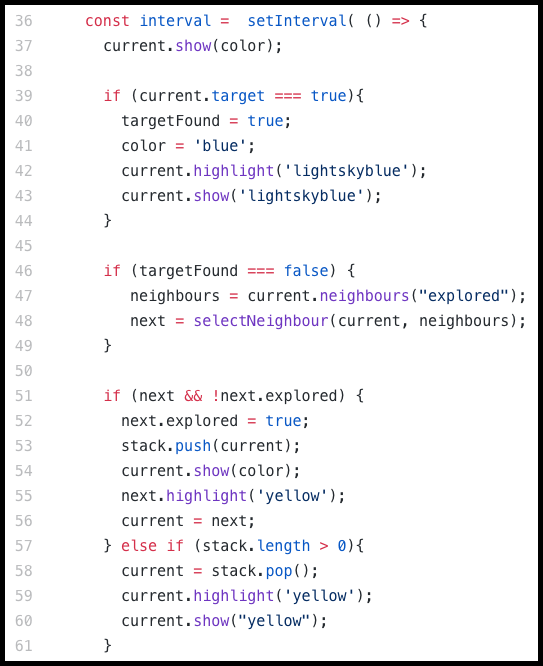 36 const interval =  setInterval( () => {
37 current.show(color);
38
39 if (current.target === true){
40 targetFound = true;
41 color = 'blue';
42 current.highlight('lightskyblue');
43 current.show('lightskyblue');
44 }
45
46 if (targetFound === false) {
47 neighbours = current.neighbours("explored");
48 next = selectNeighbour(current, neighbours);
49 }
50
51 if (next && !next.explored) {
52 next.explored = true;
53 stack.push(current);
54 current.show(color);
55 next.highlight('yellow');
56 current = next;
57 } else if (stack.length > 0){
58 current = stack.pop();
59 current.highlight('yellow');
60 current.show("yellow");
61 }